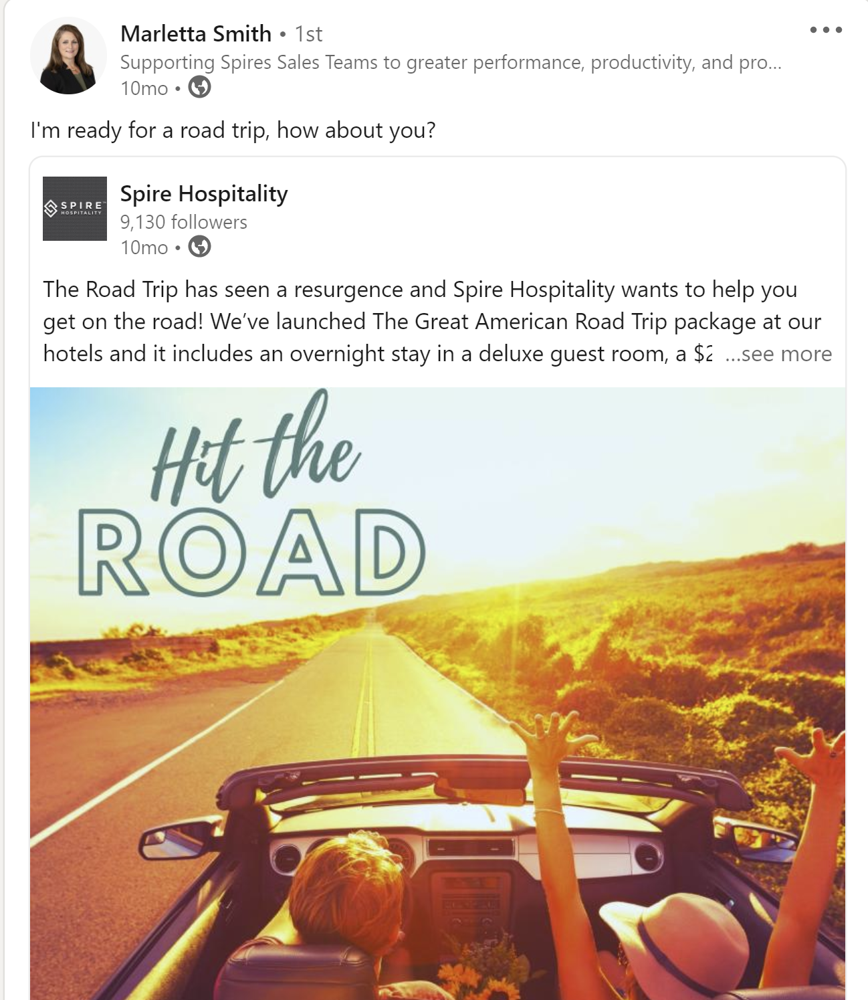 Marletta Smith • 1st
Supporting Spires Sales Teams to greater performance, productivity, and pro...
10mo •
I'm ready for a road trip, how about you?
SPIRE™
HOSPITALITY
Spire Hospitality
9,130 followers
10mo •
The Road Trip has seen a resurgence and Spire Hospitality wants to help you
get on the road! We’ve launched The Great American Road Trip package at our
hotels and it includes an overnight stay in a deluxe guest room, a $2 ...see more
Hit the
ROAD